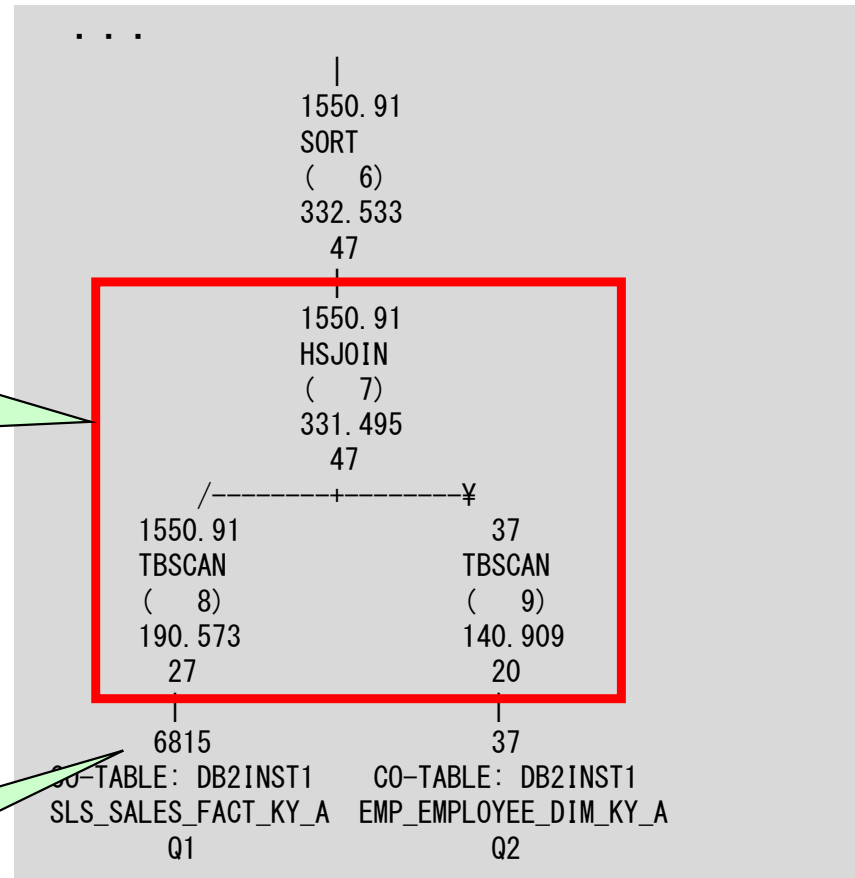 . . .
|
1550.91
SORT
(   6)
332.533
47
|
1550.91
HSJOIN
(   7)
331.495
47
/---------+---------¥
1550.91                37
TBSCAN              TBSCAN
(   8)              (   9)
190.573             140.909
27                  20
|                   |
6815                37
CO-TABLE: DB2INST1    CO-TABLE: DB2INST1
SLS_SALES_FACT_KY_A  EMP_EMPLOYEE_DIM_KY_A
Q1                  Q2